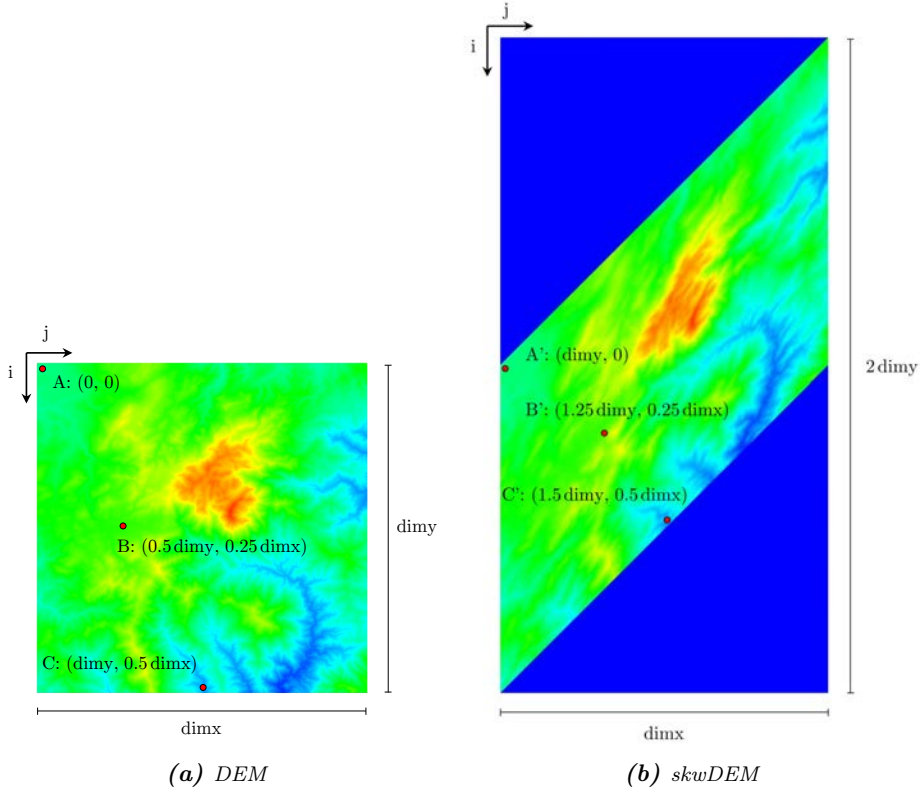 j
i
A: (0, 0)
B: (0.5 dimy, 0.25 dimx)
C: (dimy, 0.5 dimx)
dimy
dimx
(a) DEM
j
i
A': (dimy, 0)
B': (1.25 dimy, 0.25 dimx)
C': (1.5 dimy, 0.5 dimx)
2 dimy
dimx
(b) skwDEM